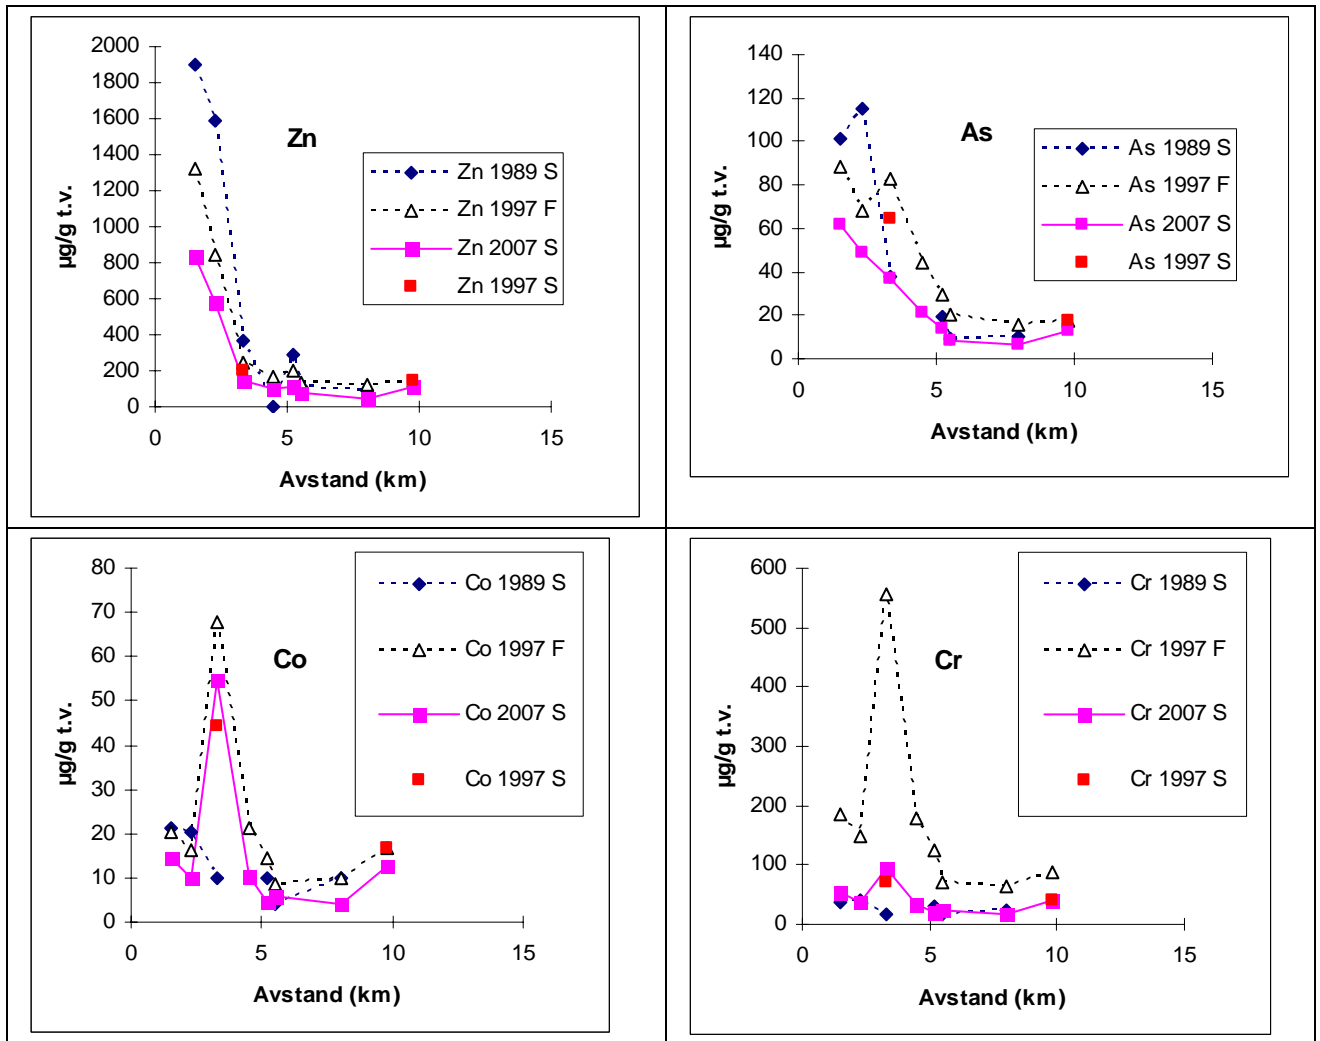 2000
1800
1600
1400
1200
1000
800
600
400
200
0
0 5 10 15
µg/g t.v.
Avstand (km)
Zn
Zn 1989 S
Zn 1997 F
Zn 2007 S
Zn 1997 S
140
120
100
80
60
40
20
0
0 5 10 15
µg/g t.v.
Avstand (km)
As
As 1989 S
As 1997 F
As 2007 S
As 1997 S
80
70
60
50
40
30
20
10
0
0 5 10 15
µg/g t.v.
Avstand (km)
Co
Co 1989 S
Co 1997 F
Co 2007 S
Co 1997 S
600
500
400
300
200
100
0
0 5 10 15
µg/g t.v.
Avstand (km)
Cr
Cr 1989 S
Cr 1997 F
Cr 2007 S
Cr 1997 S